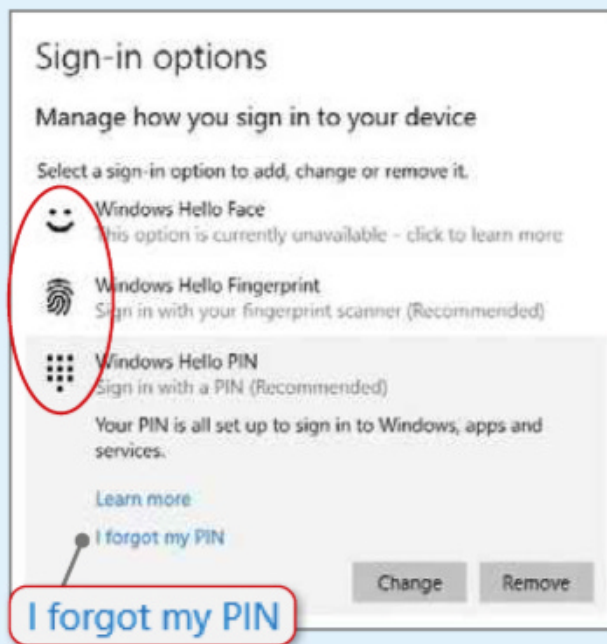 Sign-in options
Manage how you sign in to your device
Select a sign-in option to add, change or remove it.
Windows Hello Face
This option is currently unavailable - click to learn more
Windows Hello Fingerprint
Sign in with your fingerprint scanner (Recommended)
Windows Hello PIN
Sign in with a PIN (Recommended)
Your PIN is all set up to sign in to Windows, apps and
services.
Learn more
I forgot my PIN
Change Remove
I forgot my PIN